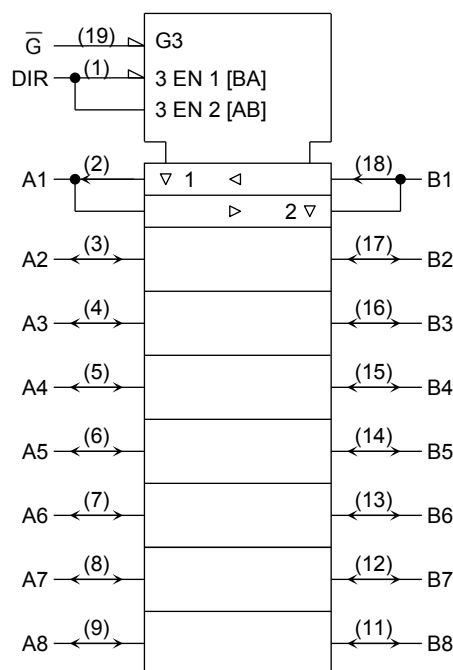 G̅ (19) G3
DIR (1) 3 EN 1 [BA]
3 EN 2 [AB]
A1 (2) ▽ 1 ◁ (18) B1
▷ 2 ▽
A2 (3) (17) B2
A3 (4) (16) B3
A4 (5) (15) B4
A5 (6) (14) B5
A6 (7) (13) B6
A7 (8) (12) B7
A8 (9) (11) B8